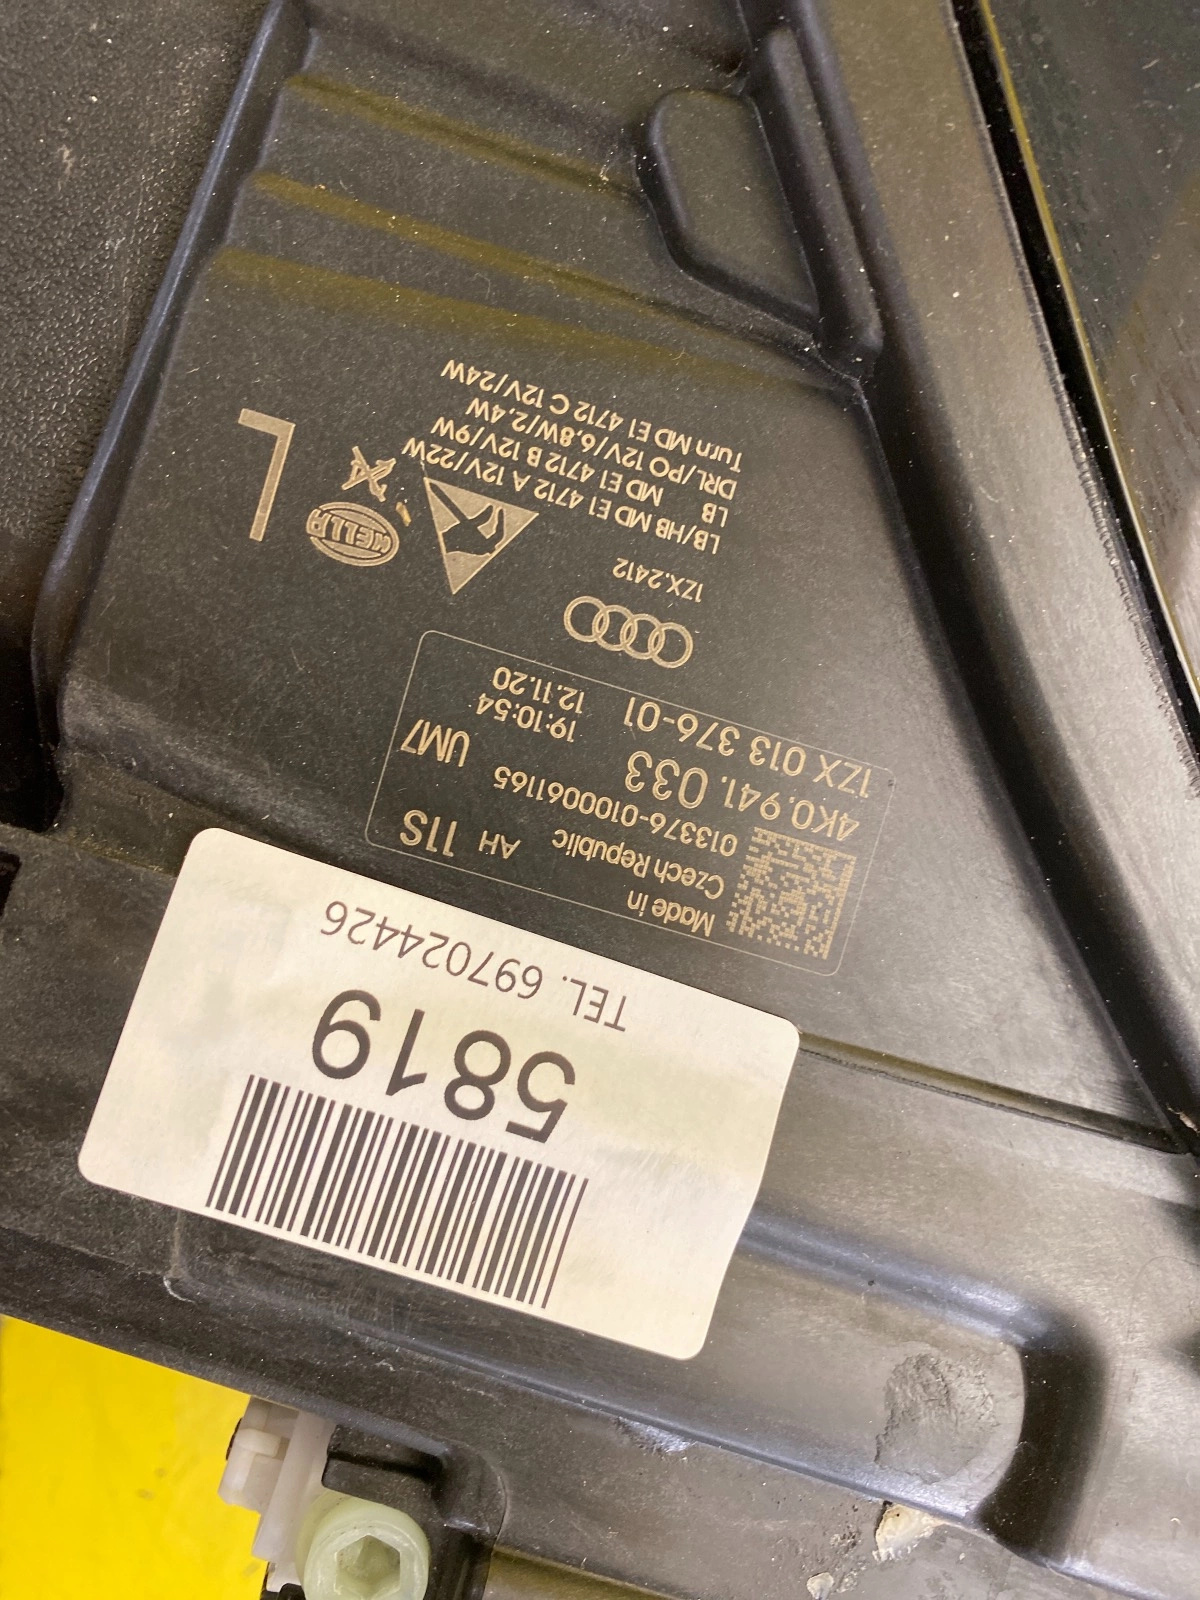 Made in
Czech Republic
AH 11S
013376-0100061165
4K0.941.033
UM7
1ZX 013 376-01
19:10:54
12.11.20
1ZX.2412
LB/HB MD E1 4712 A 12V/22W
LB MD E1 4712 B 12V/9W
DRL/PO 12V/6,8W/2,4W
Turn MD E1 4712 C 12V/24W
HELLA
L
5819
TEL. 697024426